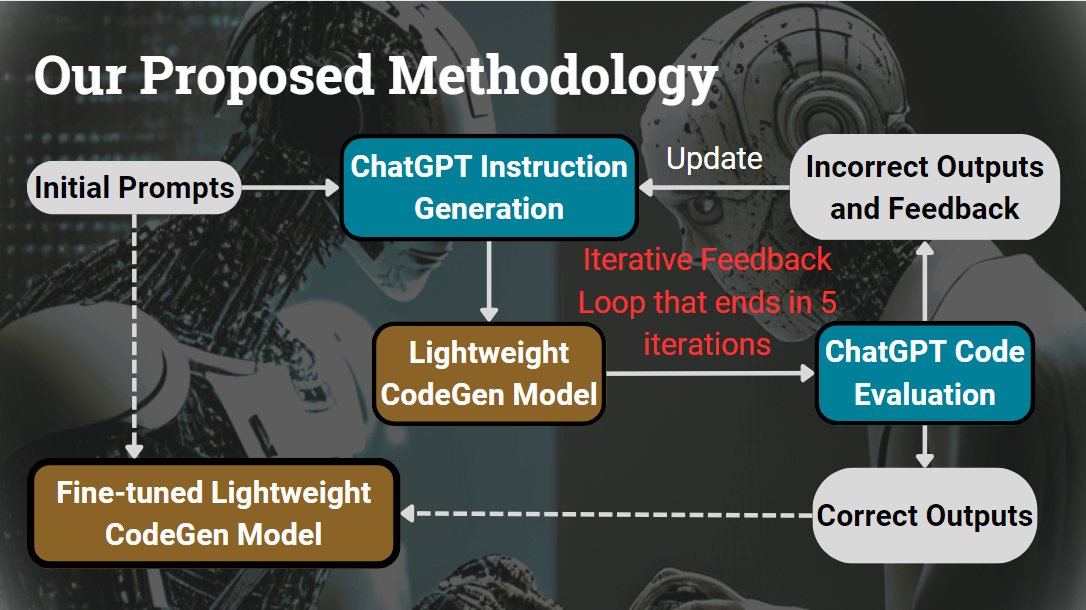 Our Proposed Methodology
Initial Prompts
ChatGPT Instruction
Generation
Update
Incorrect Outputs
and Feedback
Iterative Feedback
Loop that ends in 5
iterations
Lightweight
CodeGen Model
ChatGPT Code
Evaluation
Fine-tuned Lightweight
CodeGen Model
Correct Outputs